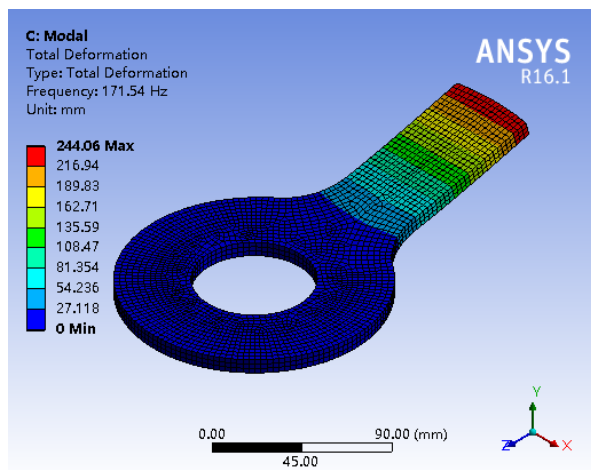 C: Modal
Total Deformation
Type: Total Deformation
Frequency: 171.54 Hz
Unit: mm
ANSYS
R16.1
244.06 Max
216.94
189.83
162.71
135.59
108.47
81.354
54.236
27.118
0 Min
0.00 90.00 (mm)
45.00
Y
Z X